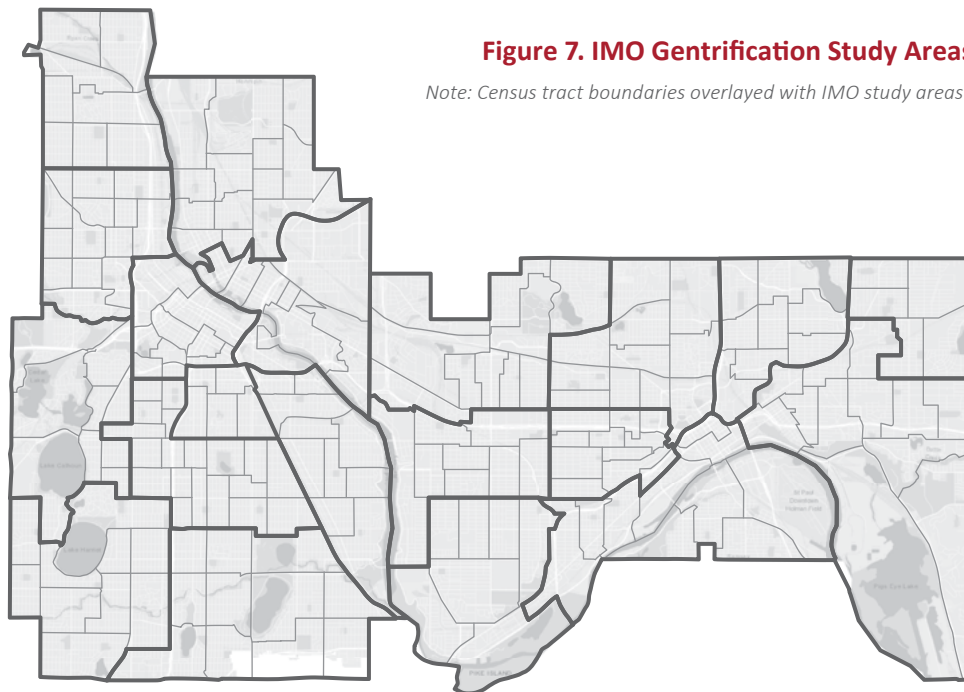 Figure 7. IMO Gentrification Study Areas
Note: Census tract boundaries overlayed with IMO study areas.
Lake Calhoun
Lake Harriet
St Paul
Downtown
Holman Field
Pigs Eye Lake
PIKE ISLAND